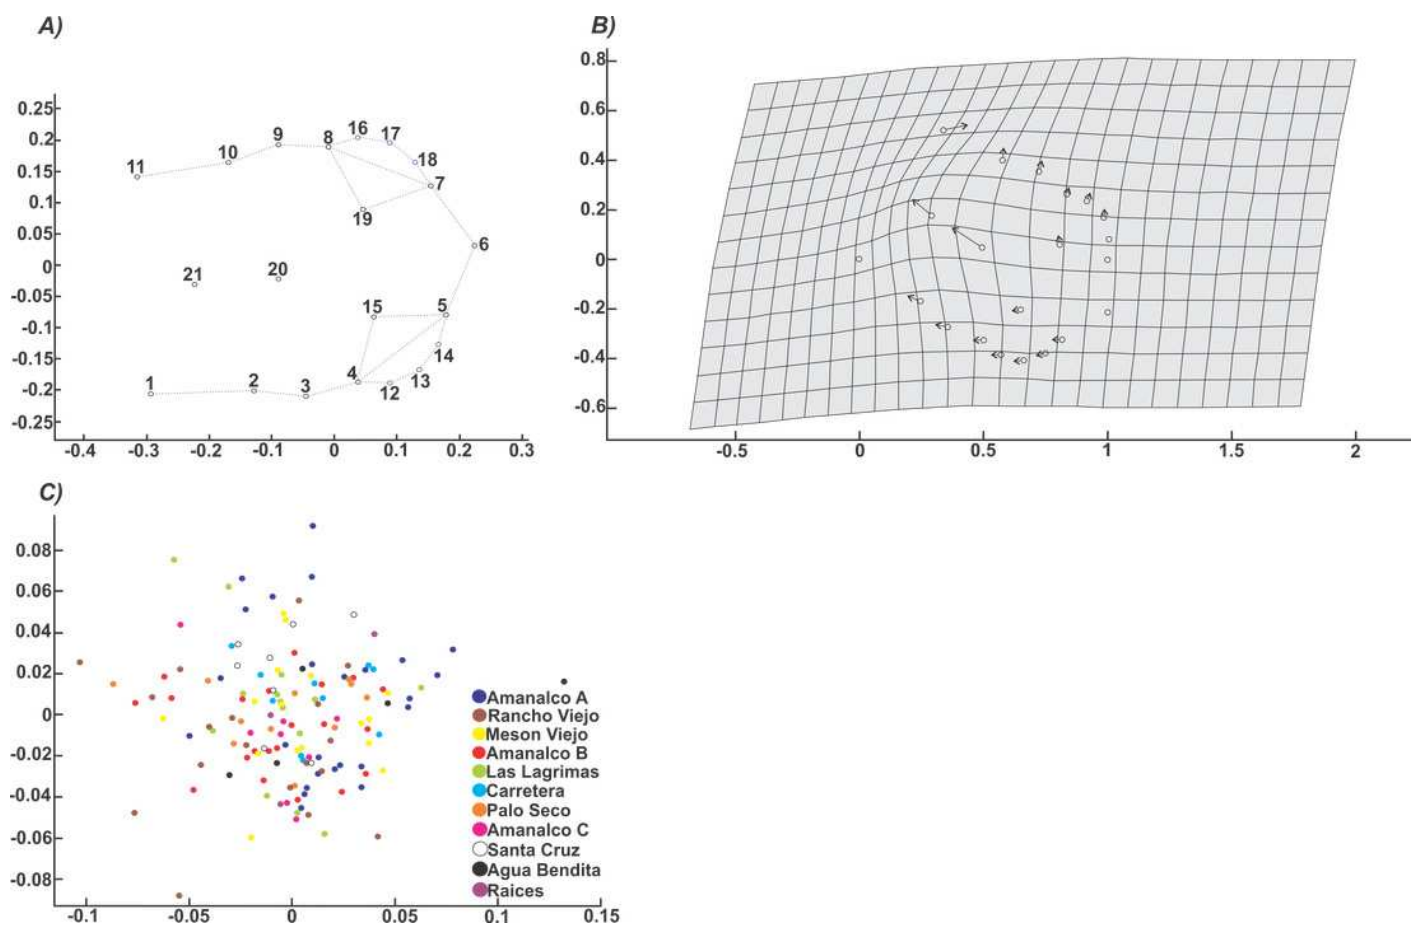 A)
0.25
0.2
0.15
0.1
0.05
0
-0.05
-0.1
-0.15
-0.2
-0.25
-0.4 -0.3 -0.2 -0.1 0 0.1 0.2 0.3
11 10 9 8 16 17 18 7 19 6 21 20 15 5 14 4 13 12 3 2 1
B)
0.8
0.6
0.4
0.2
0
-0.2
-0.4
-0.6
-0.5 0 0.5 1 1.5 2
C)
0.08
0.06
0.04
0.02
0
-0.02
-0.04
-0.06
-0.08
-0.1 -0.05 0 0.05 0.1 0.15
Amanalco A
Rancho Viejo
Meson Viejo
Amanalco B
Las Lagrimas
Carretera
Palo Seco
Amanalco C
Santa Cruz
Agua Bendita
Raices